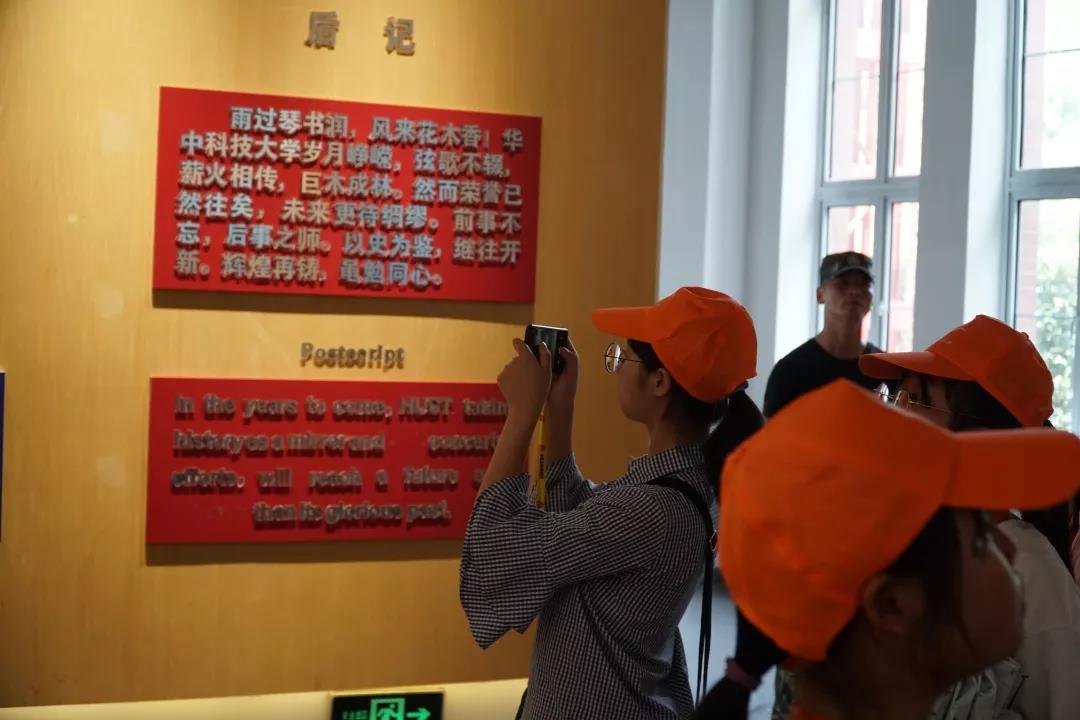 后记
雨过琴书润，风来花木香！华
中科技大学岁月峥嵘，弦歌不辍，
薪火相传，巨木成林。然而荣誉已
然往矣，未来更待绸缪。前事不
忘，后事之师。以史为鉴，继往开
新。辉煌再铸，黾勉同心。
Postscript
In the years to come, HUST
history as a mirror and
efforts, will reach a
than its glorious past.